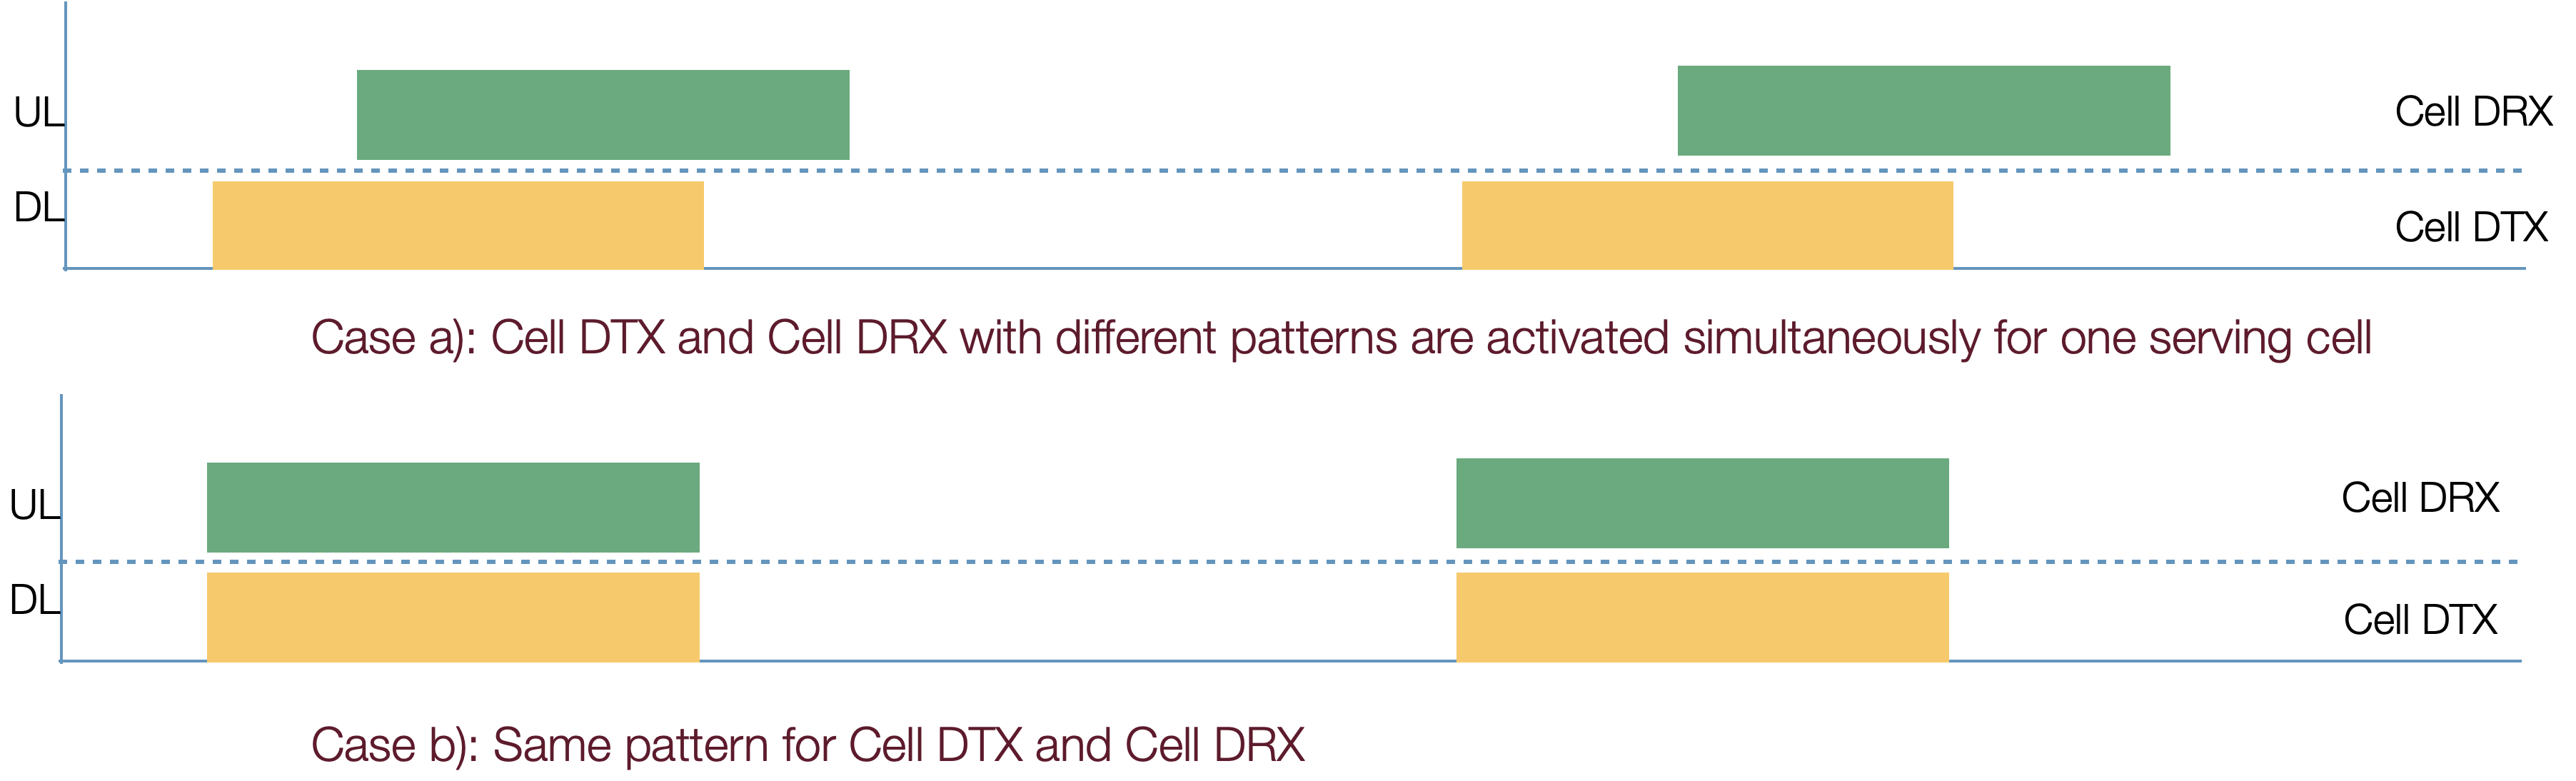 UL
Cell DRX
DL
Cell DTX
Case a): Cell DTX and Cell DRX with different patterns are activated simultaneously for one serving cell
UL
Cell DRX
DL
Cell DTX
Case b): Same pattern for Cell DTX and Cell DRX